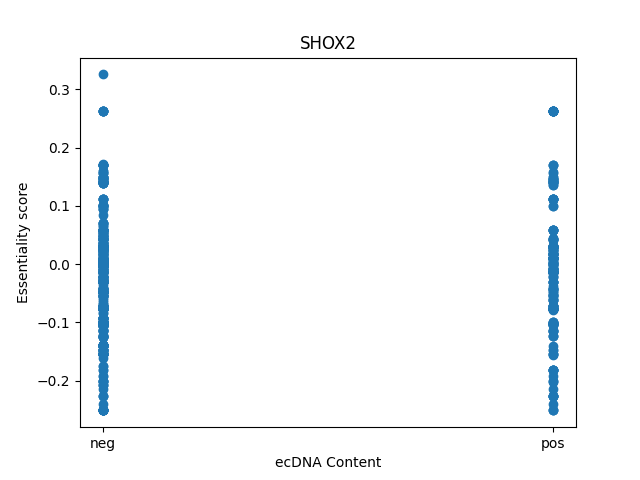 SHOX2
Essentiality score
0.3
0.2
0.1
0.0
−0.1
−0.2
neg
pos
ecDNA Content